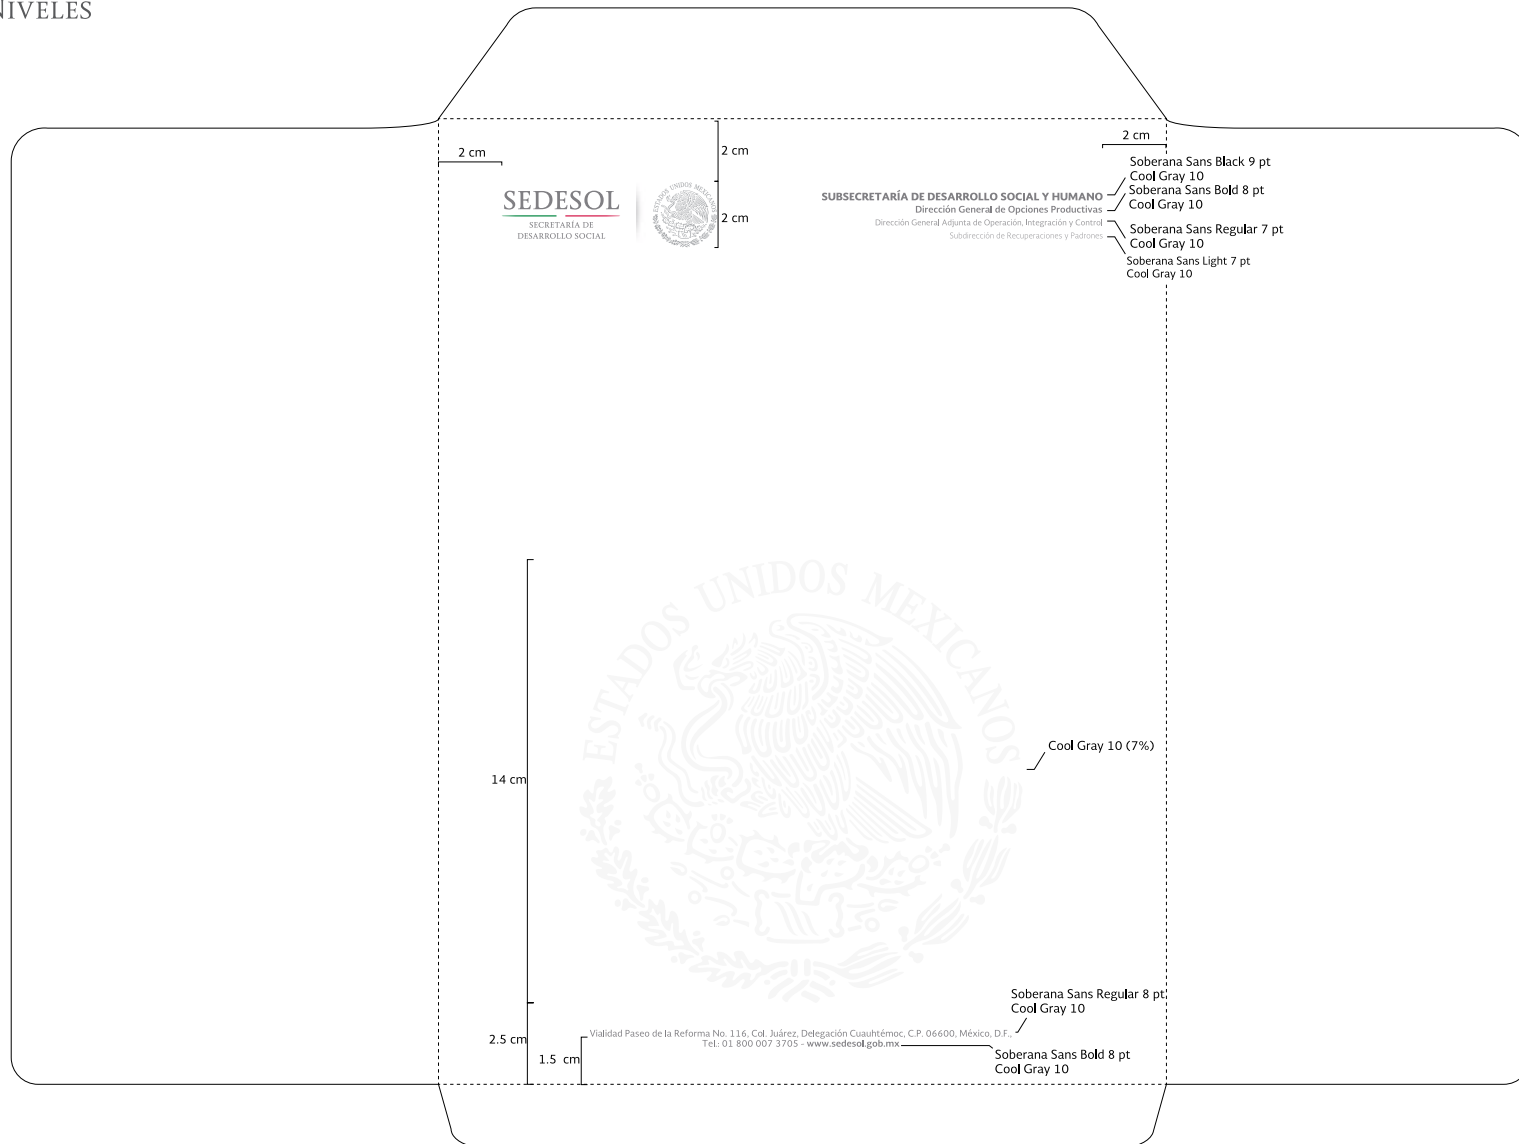 NIVELES
2 cm
2 cm
2 cm
2 cm
SEDESOL
SECRETARÍA DE
DESARROLLO SOCIAL
ESTADOS UNIDOS MEXICANOS
SUBSECRETARÍA DE DESARROLLO SOCIAL Y HUMANO
Dirección General de Opciones Productivas
Dirección General Adjunta de Operación, Integración y Control
Subdirección de Recuperaciones y Padrones
Soberana Sans Black 9 pt
Cool Gray 10
Soberana Sans Bold 8 pt
Cool Gray 10
Soberana Sans Regular 7 pt
Cool Gray 10
Soberana Sans Light 7 pt
Cool Gray 10
ESTADOS UNIDOS MEXICANOS
Cool Gray 10 (7%)
14 cm
Soberana Sans Regular 8 pt
Cool Gray 10
2.5 cm
1.5 cm
Vialidad Paseo de la Reforma No. 116, Col. Juárez, Delegación Cuauhtémoc, C.P. 06600, México, D.F.,
Tel.: 01 800 007 3705 - www.sedesol.gob.mx
Soberana Sans Bold 8 pt
Cool Gray 10